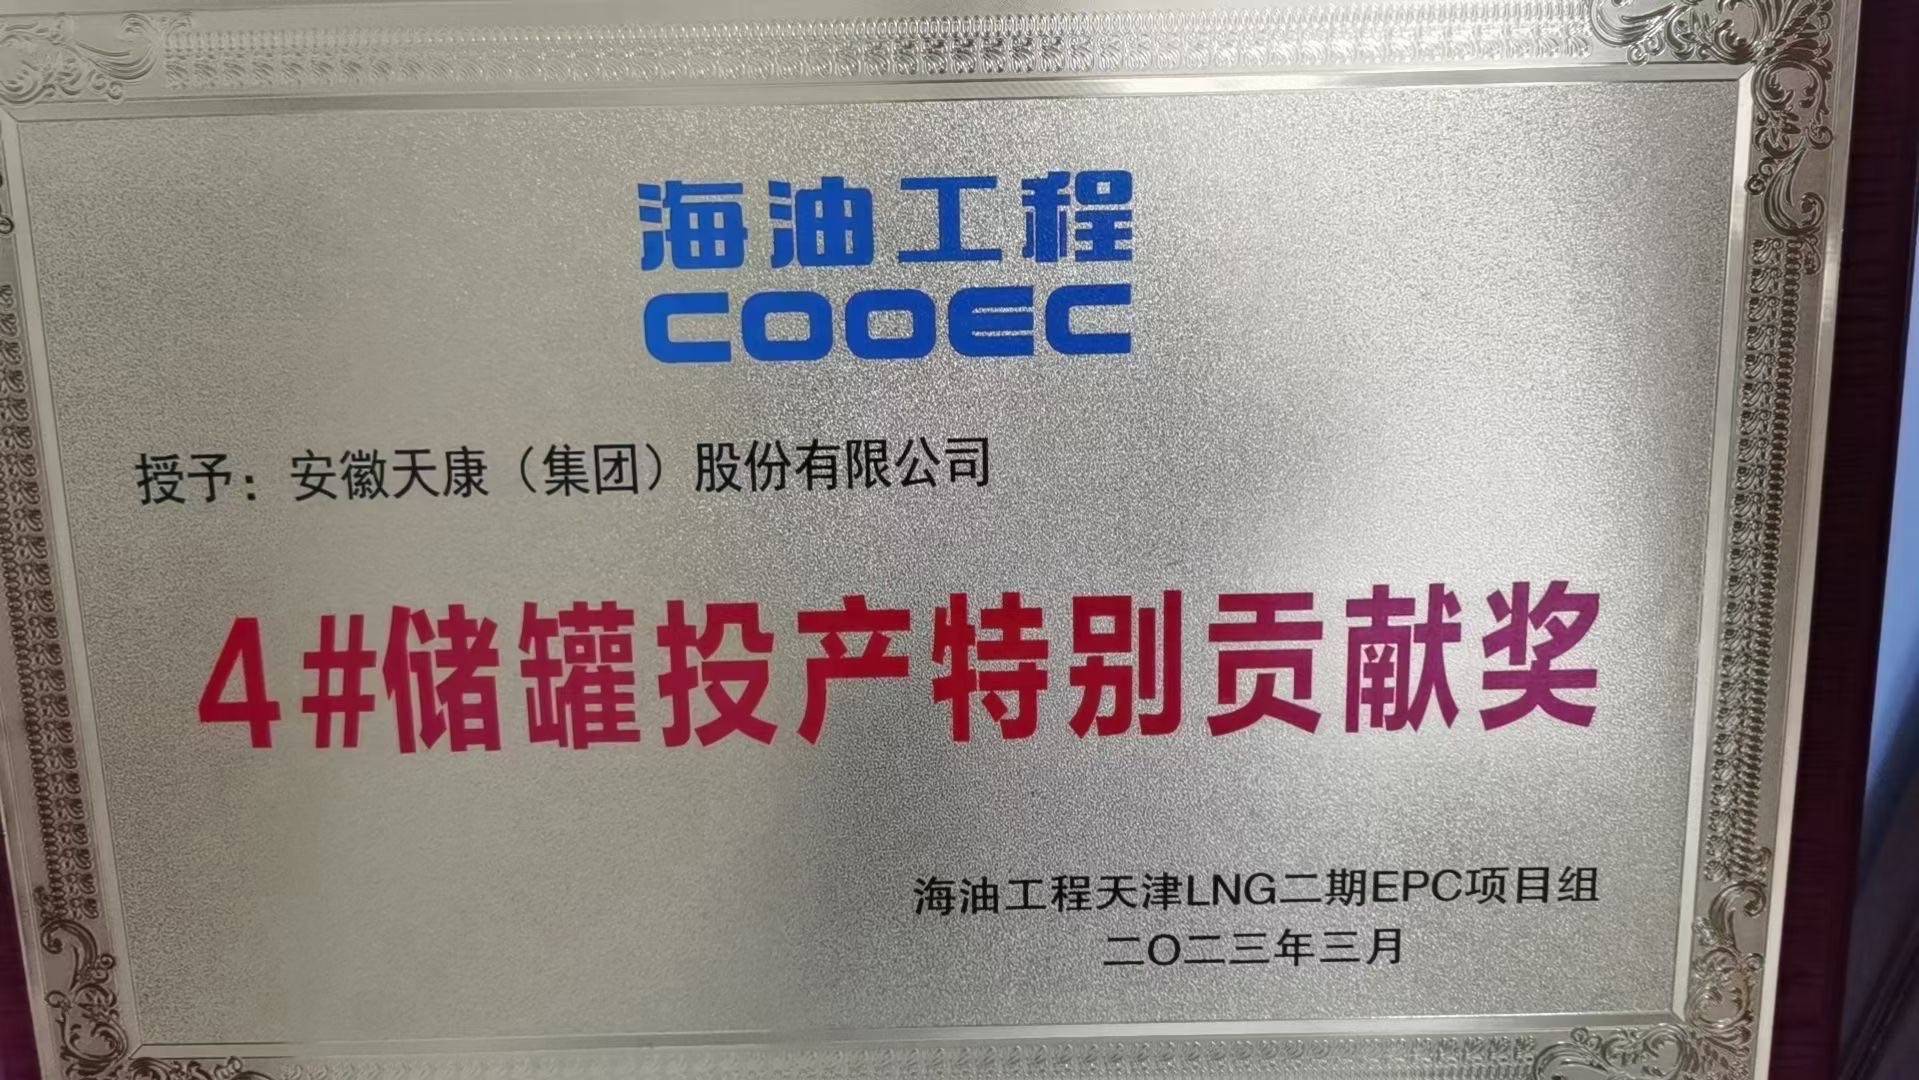 海油工程
COOEC
授予：安徽天康（集团）股份有限公司
4#储罐投产特别贡献奖
海油工程天津LNG二期EPC项目组
二O二三年三月